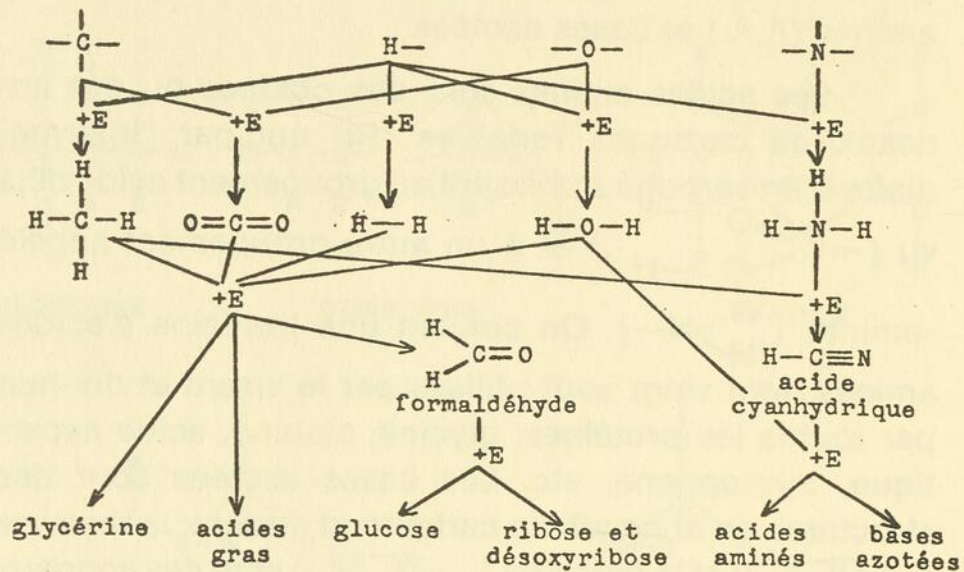 -C- H- -O- -N-
+E +E +E +E +E
H H
H-C-H O=C=O H-H H-O-H H-N-H
H
+E +E
H
C=O H-C≡N
H acide
formaldéhyde cyanhydrique
+E +E
glycérine acides gras glucose ribose et désoxyribose acides aminés bases azotées